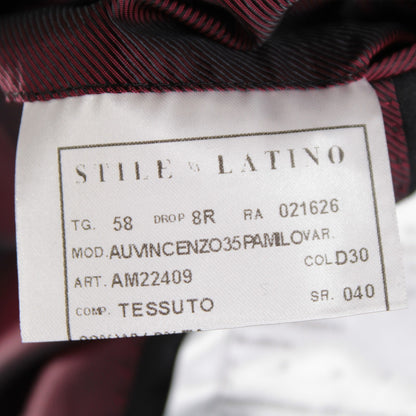 STILE LATINO
TG. 58 DROP 8R RA 021626
MOD. AUVINCENZO35PAMILOVAR.
COL D30
ART. AM22409
COMP. TESSUTO SR. 040